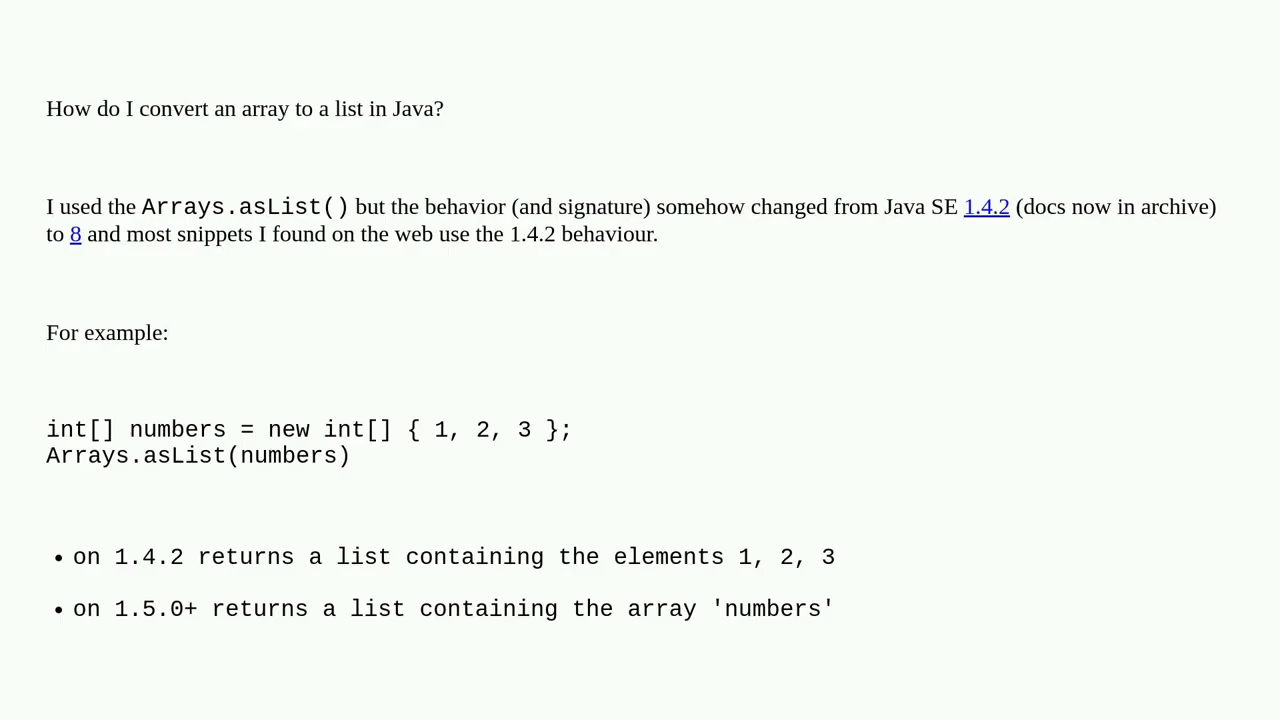 How do I convert an array to a list in Java?
I used the Arrays.asList() but the behavior (and signature) somehow changed from Java SE 1.4.2 (docs now in archive)
to 8 and most snippets I found on the web use the 1.4.2 behaviour.
For example:
int[] numbers = new int[] { 1, 2, 3 };
Arrays.asList(numbers)
• on 1.4.2 returns a list containing the elements 1, 2, 3
• on 1.5.0+ returns a list containing the array 'numbers'